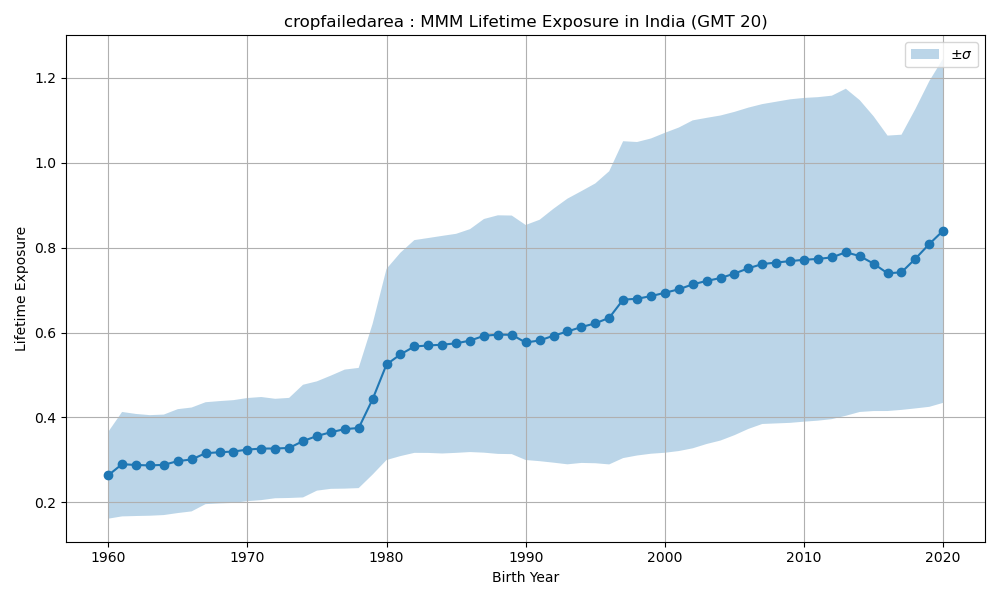 cropfailedarea : MMM Lifetime Exposure in India (GMT 20)
±σ
Lifetime Exposure
1.2
1.0
0.8
0.6
0.4
0.2
1960 1970 1980 1990 2000 2010 2020
Birth Year